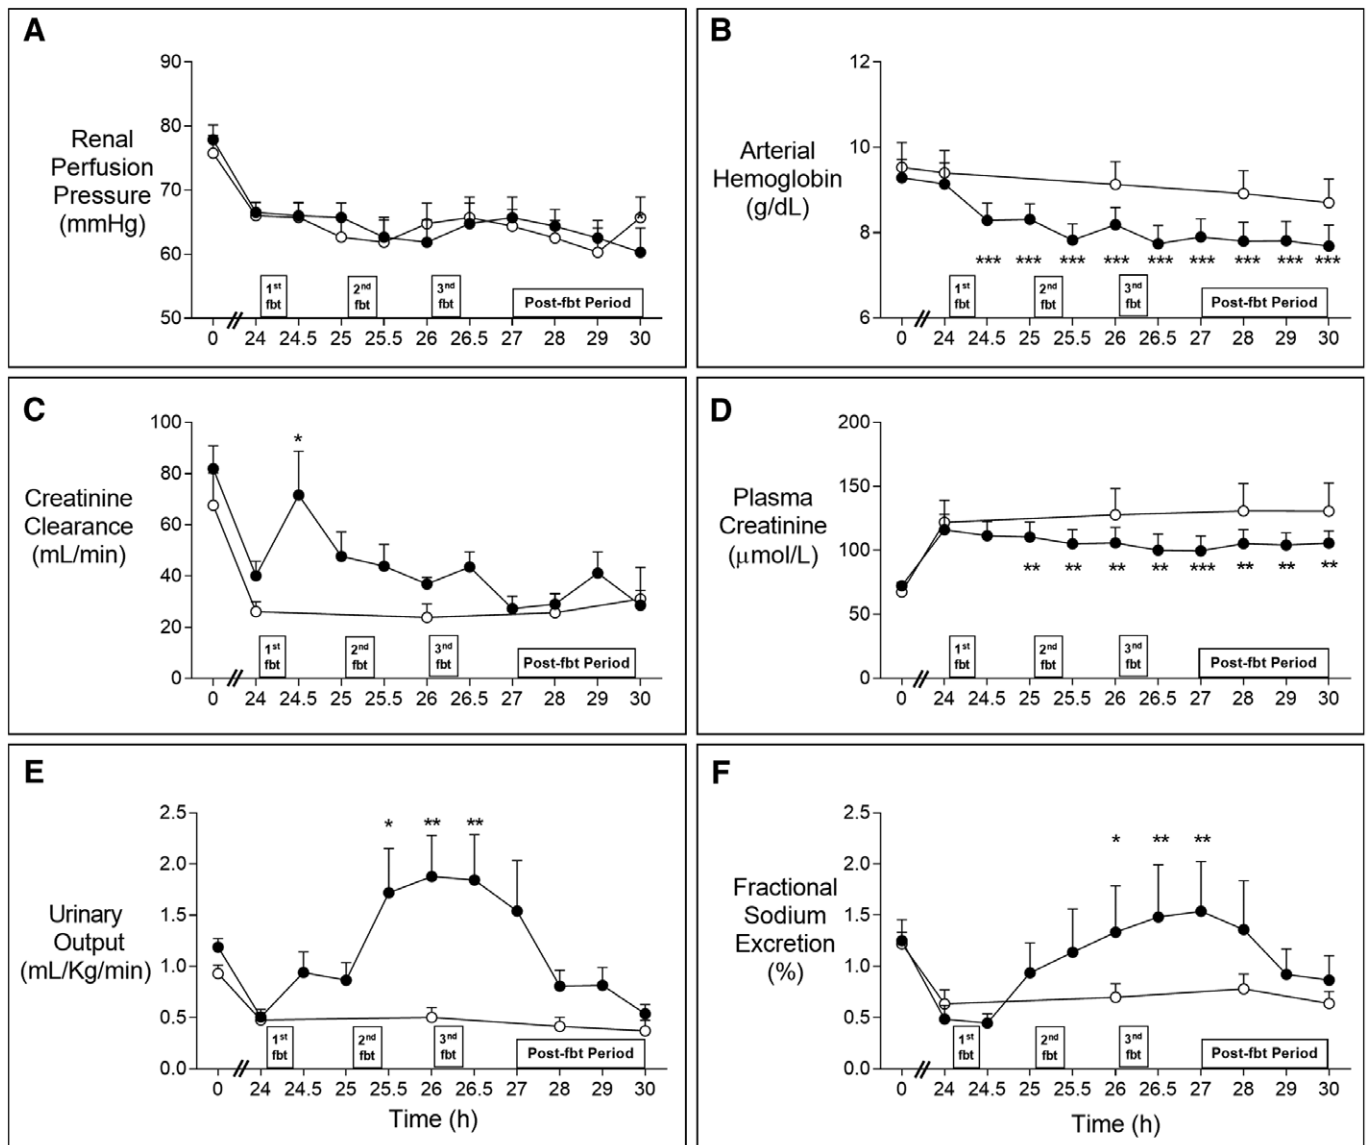 A
Renal
Perfusion
Pressure
(mmHg)
90
80
70
60
50
1st
fbt
2nd
fbt
3nd
fbt
Post-fbt Period
0 24 24.5 25 25.5 26 26.5 27 28 29 30
*
B
Arterial
Hemoglobin
(g/dL)
12
10
8
6
*** *** *** *** *** *** *** *** ***
1st
fbt
2nd
fbt
3nd
fbt
Post-fbt Period
0 24 24.5 25 25.5 26 26.5 27 28 29 30
C
Creatinine
Clearance
(mL/min)
100
80
60
40
20
0
*
1st
fbt
2nd
fbt
3nd
fbt
Post-fbt Period
0 24 24.5 25 25.5 26 26.5 27 28 29 30
D
Plasma
Creatinine
(μmol/L)
200
150
100
50
0
** ** ** ** *** ** ** **
1st
fbt
2nd
fbt
3nd
fbt
Post-fbt Period
0 24 24.5 25 25.5 26 26.5 27 28 29 30
E
Urinary
Output
(mL/Kg/min)
2.5
2.0
1.5
1.0
0.5
0.0
* ** **
1st
fbt
2nd
fbt
3nd
fbt
Post-fbt Period
0 24 24.5 25 25.5 26 26.5 27 28 29 30
Time (h)
F
Fractional
Sodium
Excretion
(%)
2.5
2.0
1.5
1.0
0.5
0.0
* ** **
1st
fbt
2nd
fbt
3nd
fbt
Post-fbt Period
0 24 24.5 25 25.5 26 26.5 27 28 29 30
Time (h)